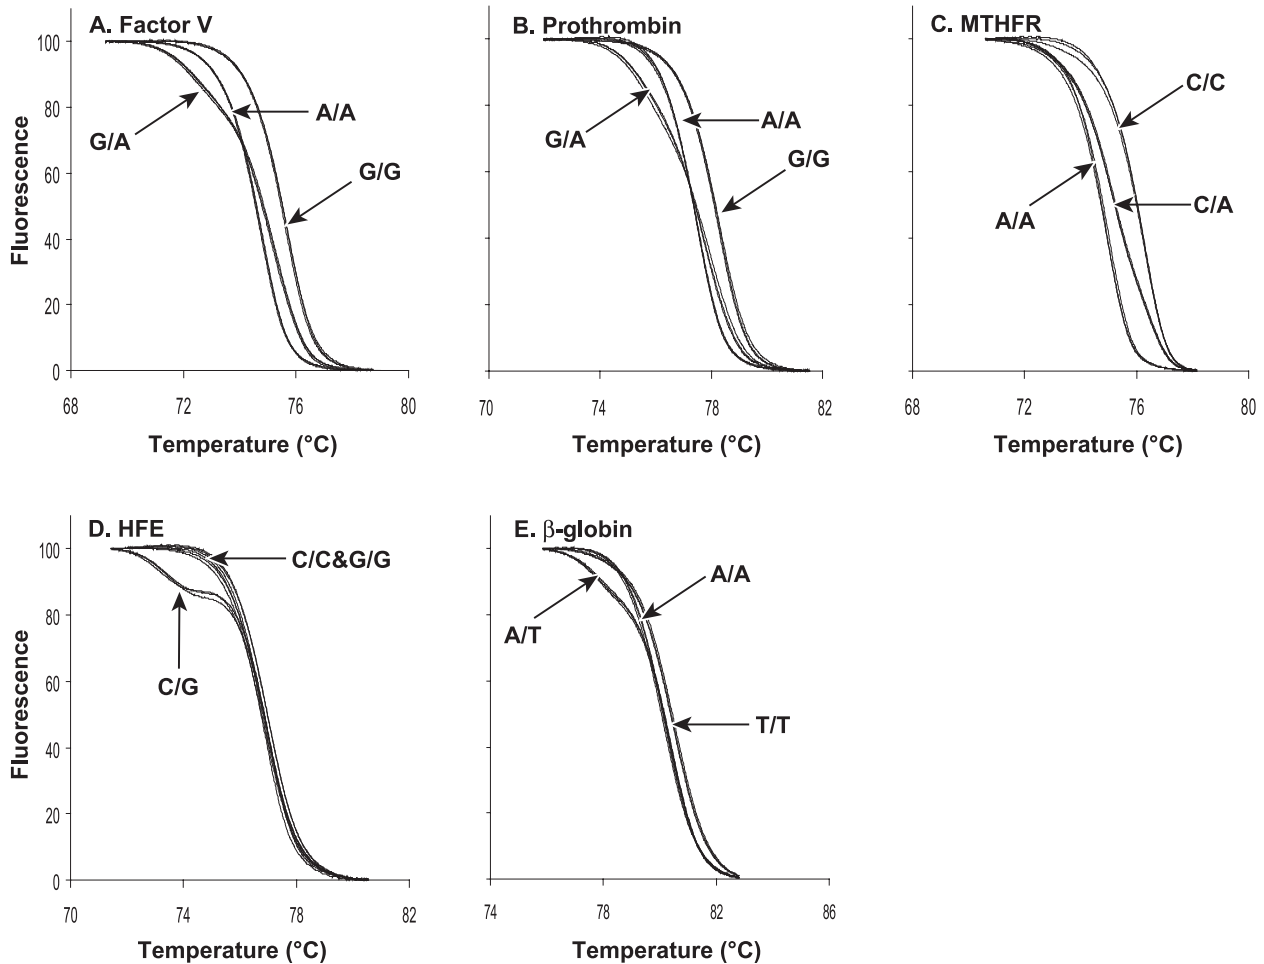 A. Factor V
B. Prothrombin
C. MTHFR
Fluorescence
100
80
60
40
20
0
G/A
A/A
G/G
68
72
76
80
Temperature (°C)
G/A
A/A
G/G
70
74
78
82
Temperature (°C)
C/C
A/A
C/A
68
72
76
80
Temperature (°C)
D. HFE
E. β-globin
Fluorescence
100
80
60
40
20
0
C/C&G/G
C/G
70
74
78
82
Temperature (°C)
A/A
A/T
T/T
74
78
82
86
Temperature (°C)